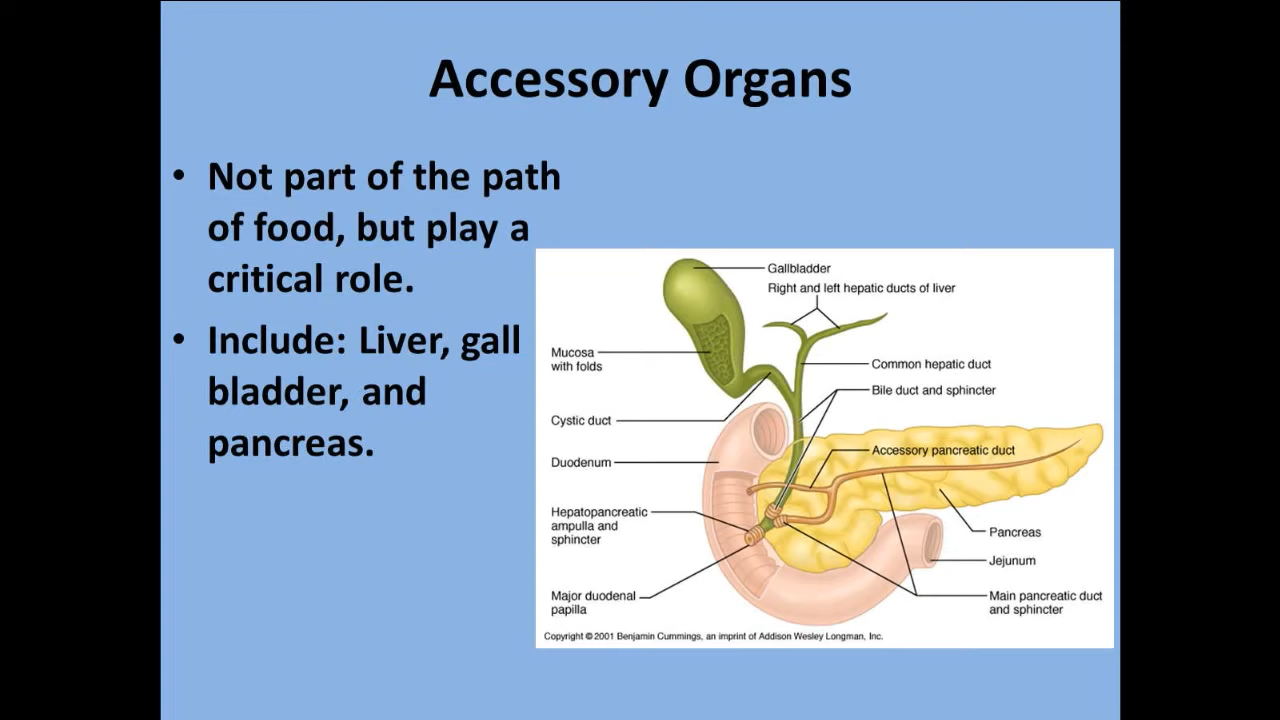 Accessory Organs
• Not part of the path
of food, but play a
critical role.
• Include: Liver, gall
bladder, and
pancreas.
Gallbladder
Right and left hepatic ducts of liver
Mucosa
with folds
Common hepatic duct
Bile duct and sphincter
Cystic duct
Accessory pancreatic duct
Duodenum
Hepatopancreatic
ampulla and
sphincter
Pancreas
Jejunum
Major duodenal
papilla
Main pancreatic duct
and sphincter
Copyright © 2001 Benjamin Cummings, an imprint of Addison Wesley Longman, Inc.